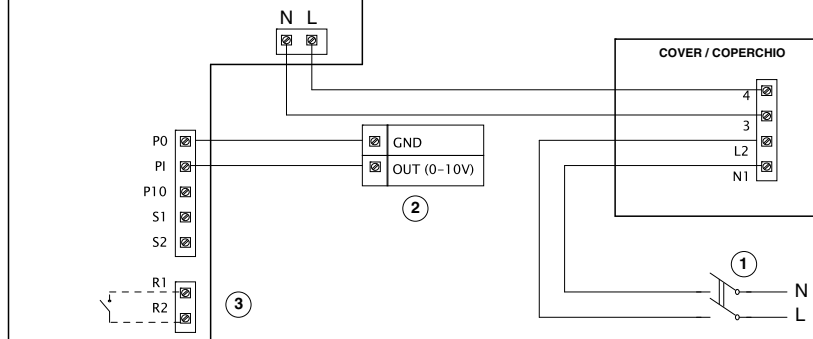 N L
COVER / COPERCHIO
4
3
L2
N1
P0
PI
P10
S1
S2
GND
OUT (0-10V)
2
R1
R2
3
1
N
L